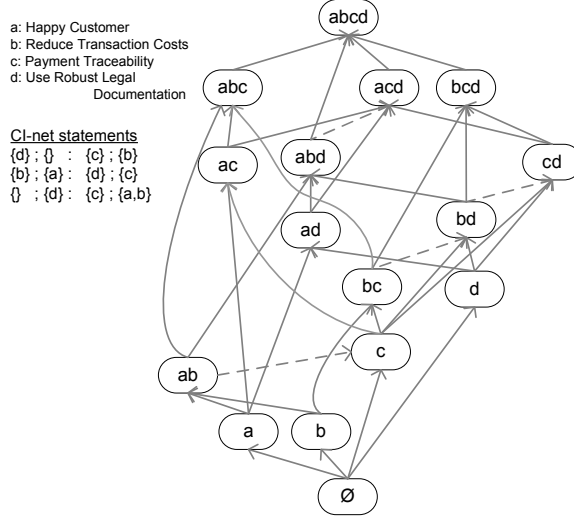 abcd
a: Happy Customer
b: Reduce Transaction Costs
c: Payment Traceability
d: Use Robust Legal
Documentation
abc
acd
bcd
CI-net statements
{d} ; {} : {c} ; {b}
{b} ; {a} : {d} ; {c}
{} ; {d} : {c} ; {a,b}
ac
abd
cd
ad
bd
bc
d
ab
c
a
b
Ø